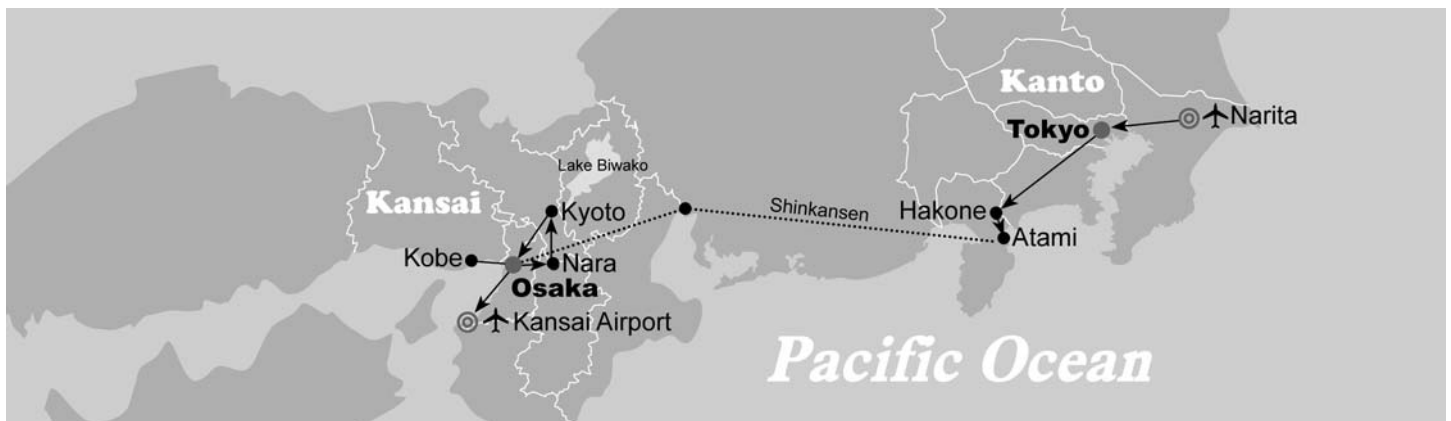 Kanto
Narita
Tokyo
Lake Biwako
Kansai
Kyoto
Shinkansen
Hakone
Atami
Kobe
Nara
Osaka
Kansai Airport
Pacific Ocean